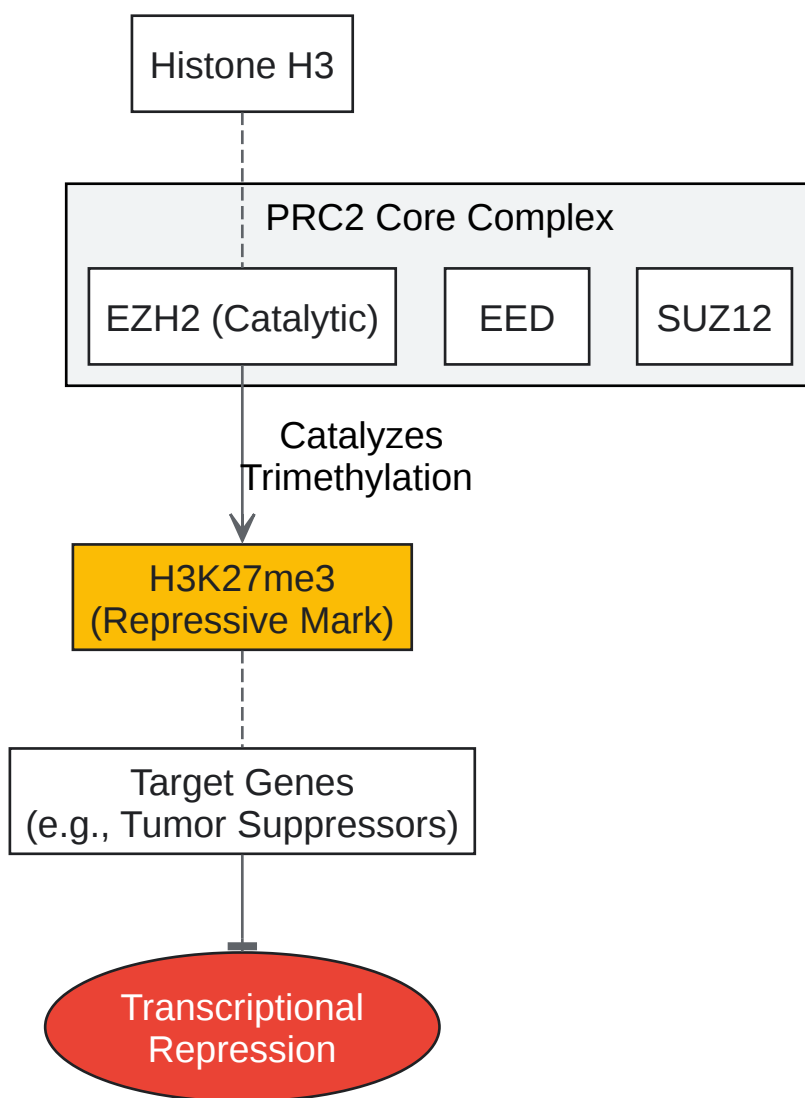 Histone H3
PRC2 Core Complex
EZH2 (Catalytic)
EED
SUZ12
Catalyzes
Trimethylation
H3K27me3
(Repressive Mark)
Target Genes
(e.g., Tumor Suppressors)
Transcriptional
Repression